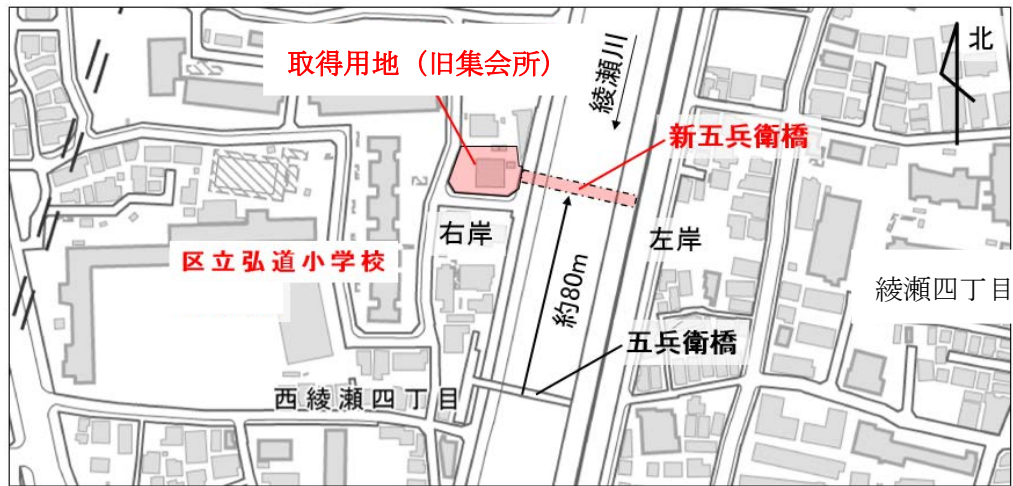 取得用地（旧集会所）
綾瀬川
北
新五兵衛橋
右岸
左岸
区立弘道小学校
綾瀬四丁目
約80m
五兵衛橋
西綾瀬四丁目